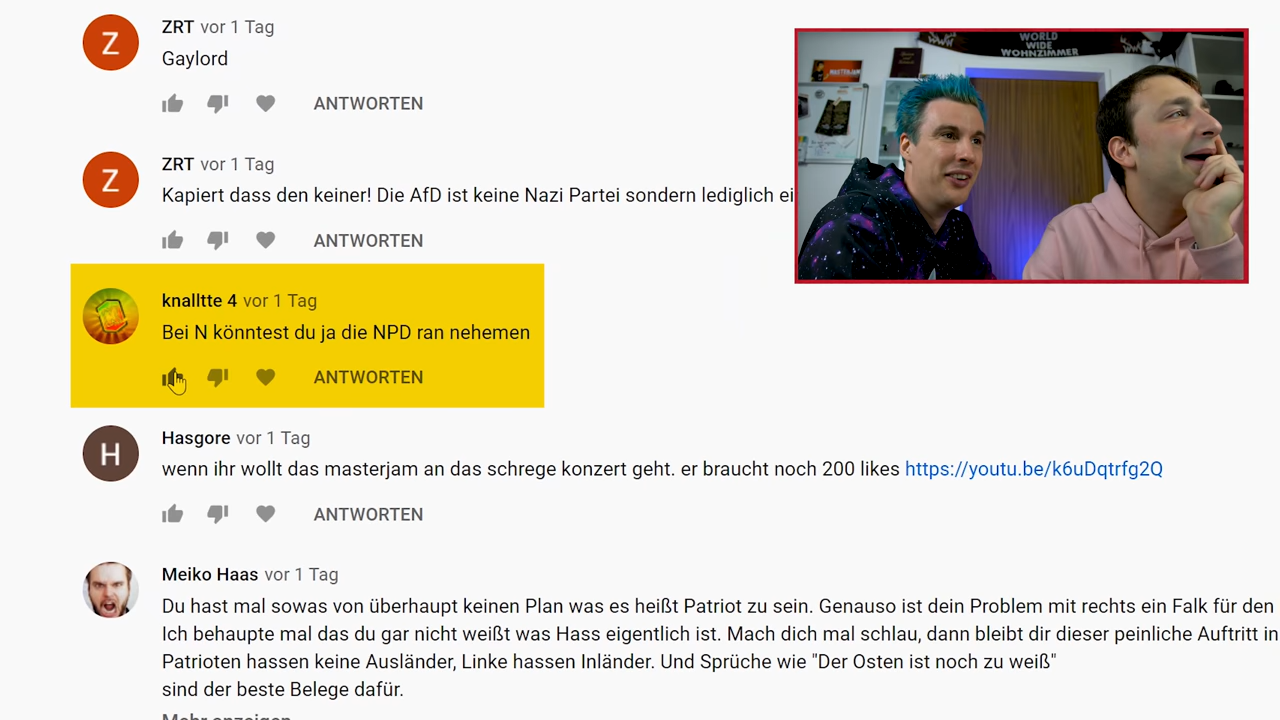 ZRT vor 1 Tag
Gaylord
ANTWORTEN
ZRT vor 1 Tag
Kapiert dass den keiner! Die AfD ist keine Nazi Partei sondern lediglich ei
ANTWORTEN
knalltte 4 vor 1 Tag
Bei N könntest du ja die NPD ran nehemen
ANTWORTEN
Hasgore vor 1 Tag
wenn ihr wollt das masterjam an das schrege konzert geht. er braucht noch 200 likes https://youtu.be/k6uDqtrfg2Q
ANTWORTEN
Meiko Haas vor 1 Tag
Du hast mal sowas von überhaupt keinen Plan was es heißt Patriot zu sein. Genauso ist dein Problem mit rechts ein Falk für den
Ich behaupte mal das du gar nicht weißt was Hass eigentlich ist. Mach dich mal schlau, dann bleibt dir dieser peinliche Auftritt in
Patrioten hassen keine Ausländer, Linke hassen Inländer. Und Sprüche wie "Der Osten ist noch zu weiß"
sind der beste Belege dafür.
Mehr anzeigen
Z
Z
H
WORLD
WIDE
WOHNZIMMER
MASTERJAM